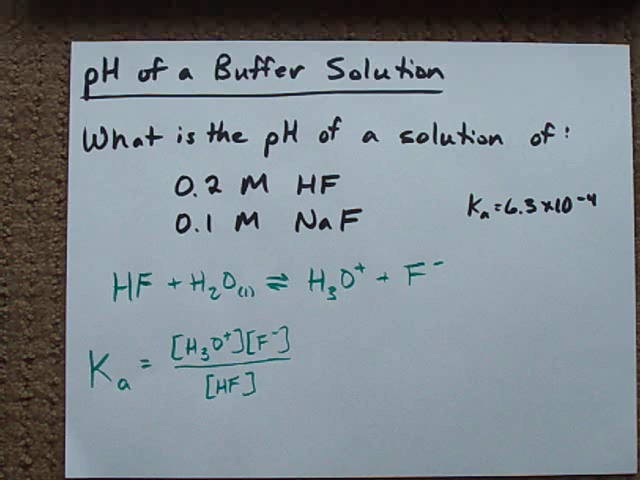 pH of a Buffer Solution
What is the pH of a solution of:
0.2 M HF
0.1 M NaF
Ka = 6.3 x 10⁻⁴
HF + H₂O(l) ⇌ H₃O⁺ + F⁻
Ka = [H₃O⁺][F⁻]
[HF]